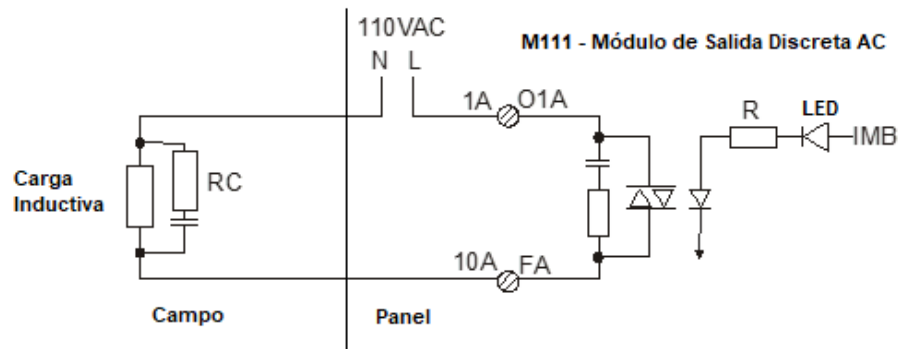 110VAC
M111 - Módulo de Salida Discreta AC
N L
1A O1A
R
LED
IMB
RC
Carga
Inductiva
10A FA
Campo
Panel